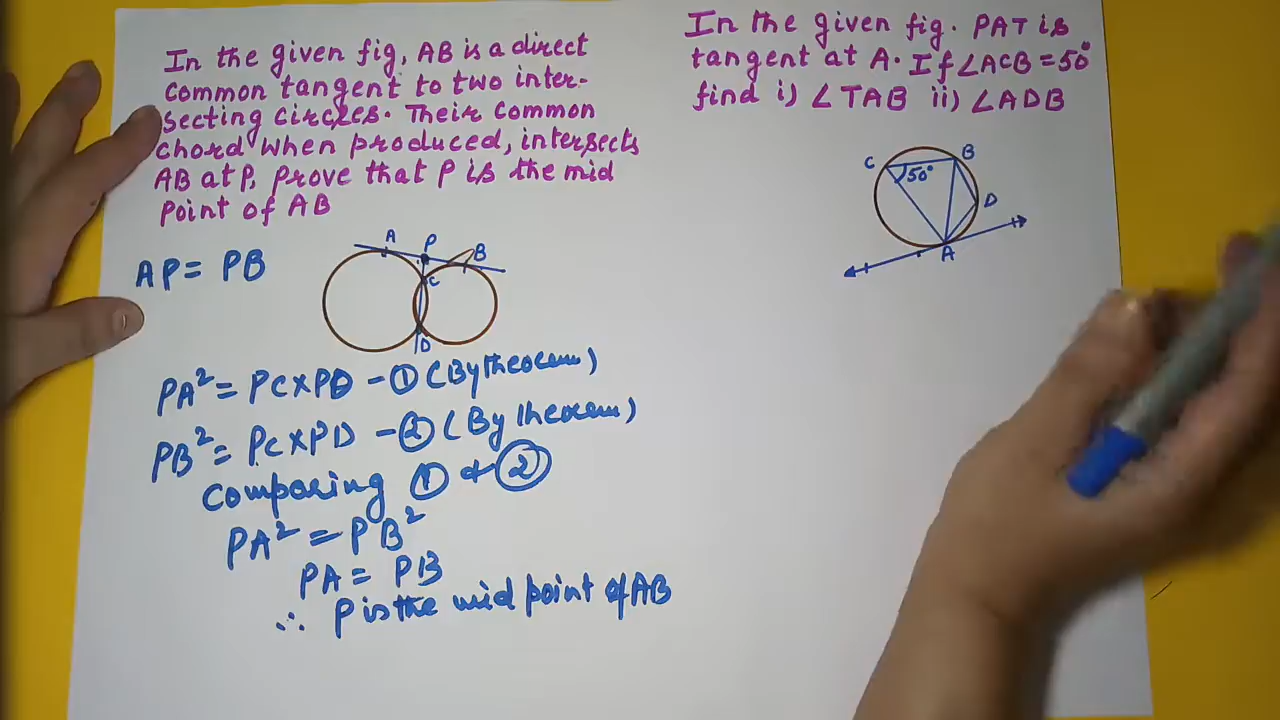 In the given fig, AB is a direct
common tangent to two inter-
secting circles. Their common
chord when produced, intersects
AB at P, prove that P is the mid
Point of AB
AP = PB
A P B
C
D
PA² = PC×PD - ① (By theorem)
PB² = PC×PD - ② (By theorem)
Comparing ① + ②
PA² = PB²
PA = PB
∴ P is the mid point of AB
In the given fig. PAT is
tangent at A. If ∠ACB = 50°
find i) ∠TAB ii) ∠ADB
C B
50°
D
A